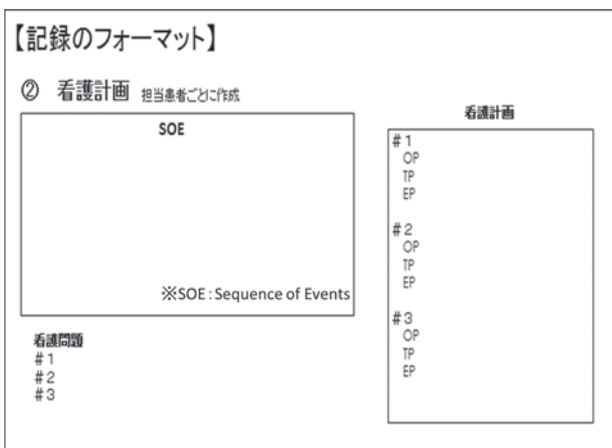 【記録のフォーマット】
② 看護計画 担当患者ごとに作成
SOE
※SOE：Sequence of Events
看護問題
＃1
＃2
＃3
看護計画
＃1
OP
TP
EP
＃2
OP
TP
EP
＃3
OP
TP
EP